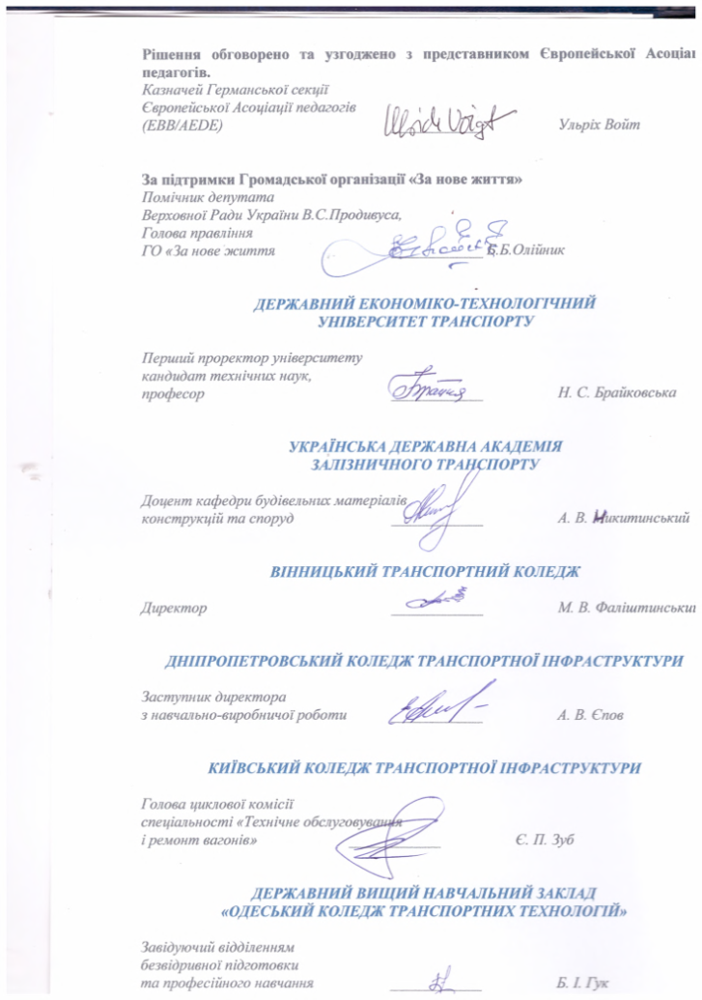 Рішення обговорено та узгоджено з представником Європейської Асоціац
педагогів.
Казначей Германської секції
Європейської Асоціації педагогів
(EBB/AEDE) Ulrich Voigt Ульріх Войт
За підтримки Громадської організації «За нове життя»
Помічник депутата
Верховної Ради України В.С.Продивуса,
Голова правління
ГО «За нове життя Б.Б.Олійник
ДЕРЖАВНИЙ ЕКОНОМІКО-ТЕХНОЛОГІЧНИЙ
УНІВЕРСИТЕТ ТРАНСПОРТУ
Перший проректор університету
кандидат технічних наук,
професор Н. С. Брайковська
УКРАЇНСЬКА ДЕРЖАВНА АКАДЕМІЯ
ЗАЛІЗНИЧНОГО ТРАНСПОРТУ
Доцент кафедри будівельних матеріалів
конструкцій та споруд А. В. Никитинський
ВІННИЦЬКИЙ ТРАНСПОРТНИЙ КОЛЕДЖ
Директор М. В. Фаліштинський
ДНІПРОПЕТРОВСЬКИЙ КОЛЕДЖ ТРАНСПОРТНОЇ ІНФРАСТРУКТУРИ
Заступник директора
з навчально-виробничої роботи А. В. Єпов
КИЇВСЬКИЙ КОЛЕДЖ ТРАНСПОРТНОЇ ІНФРАСТРУКТУРИ
Голова циклової комісії
спеціальності «Технічне обслуговування
і ремонт вагонів» Є. П. Зуб
ДЕРЖАВНИЙ ВИЩИЙ НАВЧАЛЬНИЙ ЗАКЛАД
«ОДЕСЬКИЙ КОЛЕДЖ ТРАНСПОРТНИХ ТЕХНОЛОГІЙ»
Завідуючий відділенням
безвідривної підготовки
та професійного навчання Б. І. Гук